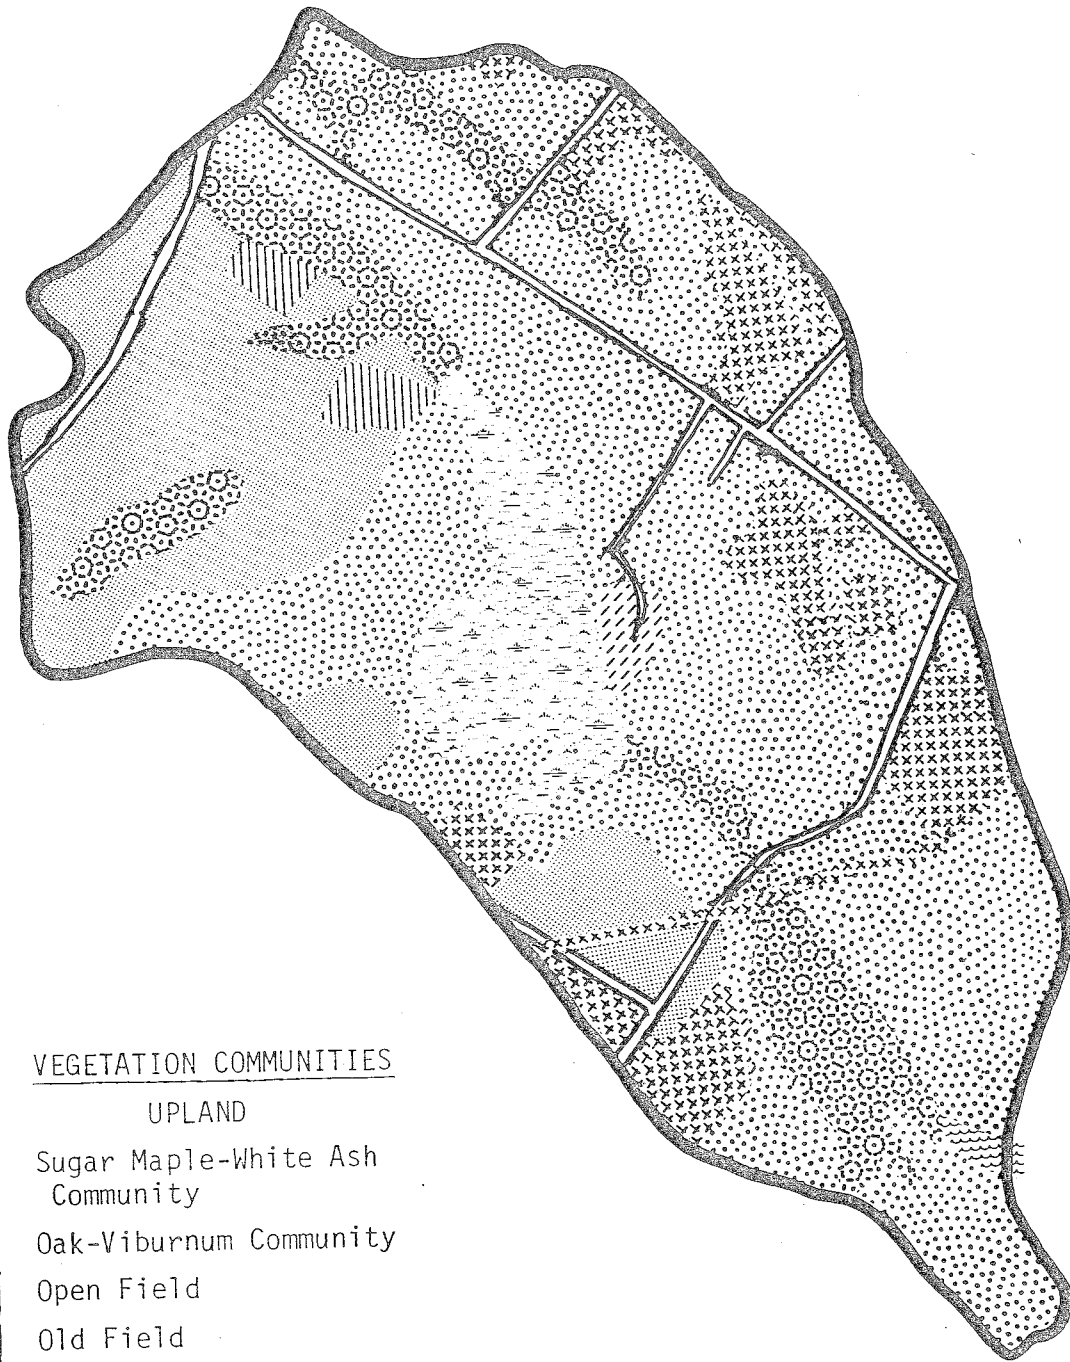 VEGETATION COMMUNITIES
UPLAND
Sugar Maple-White Ash
Community
Oak-Viburnum Community
Open Field
Old Field